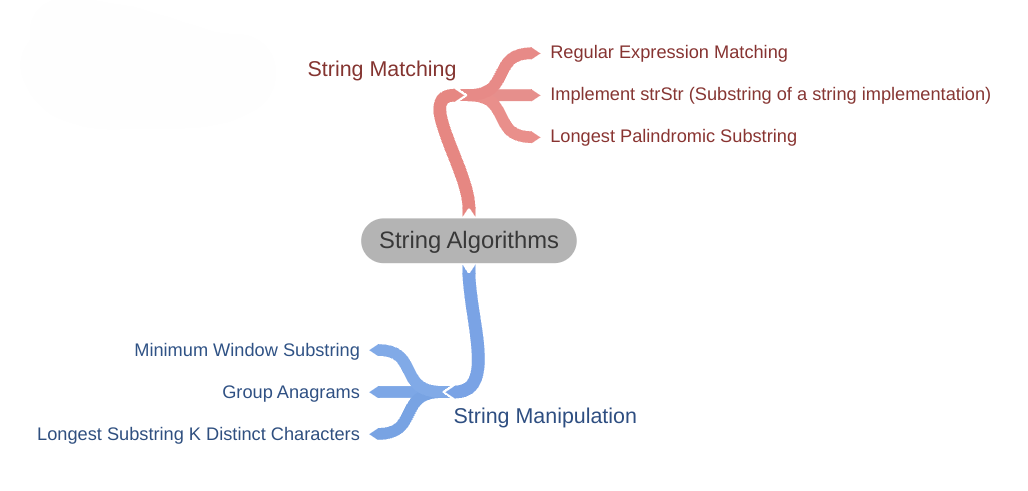 String Matching
Regular Expression Matching
Implement strStr (Substring of a string implementation)
Longest Palindromic Substring
String Algorithms
Minimum Window Substring
Group Anagrams
Longest Substring K Distinct Characters
String Manipulation